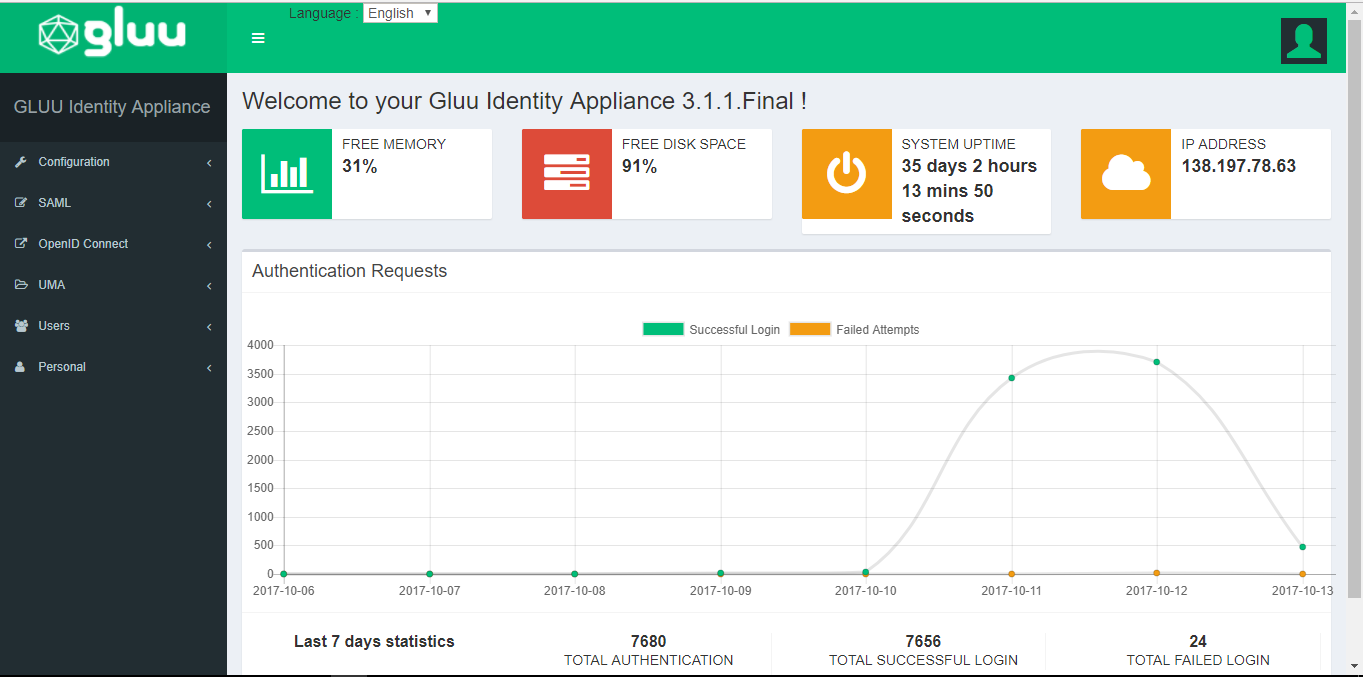 gluu
Language : English
GLUU Identity Appliance
Configuration
SAML
OpenID Connect
UMA
Users
Personal
Welcome to your Gluu Identity Appliance 3.1.1.Final !
FREE MEMORY
31%
FREE DISK SPACE
91%
SYSTEM UPTIME
35 days 2 hours
13 mins 50
seconds
IP ADDRESS
138.197.78.63
Authentication Requests
Successful Login Failed Attempts
4000
3500
3000
2500
2000
1500
1000
500
0
2017-10-06 2017-10-07 2017-10-08 2017-10-09 2017-10-10 2017-10-11 2017-10-12 2017-10-13
Last 7 days statistics
7680
TOTAL AUTHENTICATION
7656
TOTAL SUCCESSFUL LOGIN
24
TOTAL FAILED LOGIN